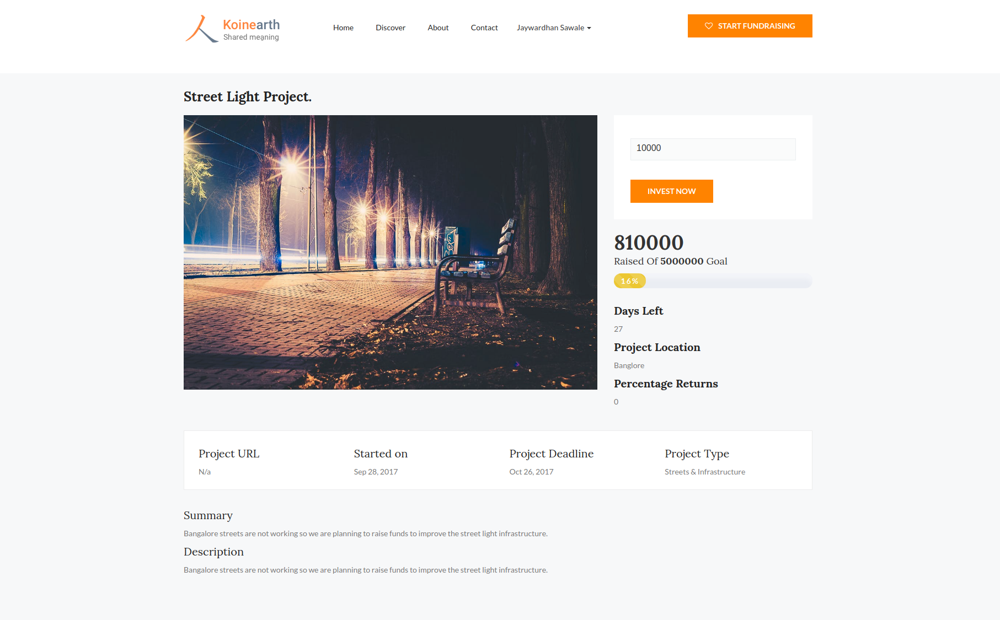 Koinearth
Shared meaning
Home
Discover
About
Contact
Jaywardhan Sawale
START FUNDRAISING
Street Light Project.
10000
INVEST NOW
810000
Raised Of 5000000 Goal
16%
Days Left
27
Project Location
Banglore
Percentage Returns
0
Project URL
N/a
Started on
Sep 28, 2017
Project Deadline
Oct 26, 2017
Project Type
Streets & Infrastructure
Summary
Bangalore streets are not working so we are planning to raise funds to improve the street light infrastructure.
Description
Bangalore streets are not working so we are planning to raise funds to improve the street light infrastructure.